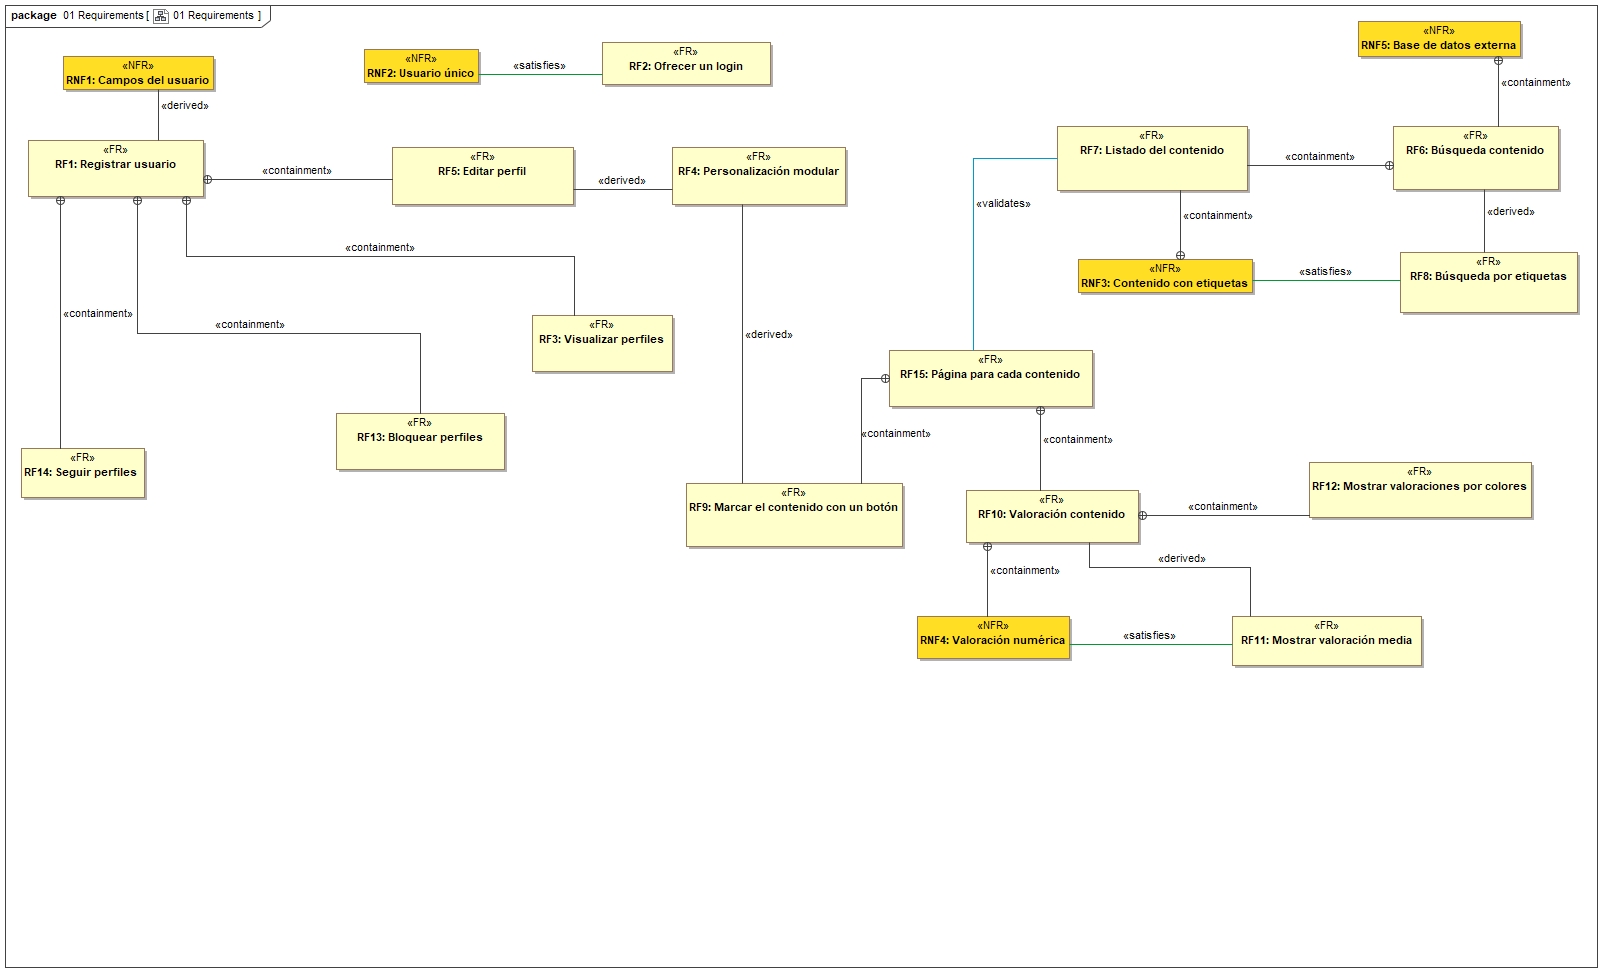 package 01 Requirements [ 01 Requirements ]
«NFR»
RNF1: Campos del usuario
«NFR»
RNF2: Usuario único
«satisfies»
«FR»
RF2: Ofrecer un login
«NFR»
RNF5: Base de datos externa
«derived»
«containment»
«FR»
RF1: Registrar usuario
«containment»
«FR»
RF5: Editar perfil
«derived»
«FR»
RF4: Personalización modular
«FR»
RF7: Listado del contenido
«containment»
«FR»
RF6: Búsqueda contenido
«validates»
«containment»
«derived»
«containment»
«NFR»
RNF3: Contenido con etiquetas
«satisfies»
«FR»
RF8: Búsqueda por etiquetas
«containment»
«containment»
«FR»
RF3: Visualizar perfiles
«derived»
«FR»
RF15: Página para cada contenido
«FR»
RF13: Bloquear perfiles
«containment»
«containment»
«FR»
RF14: Seguir perfiles
«FR»
RF9: Marcar el contenido con un botón
«FR»
RF10: Valoración contenido
«containment»
«FR»
RF12: Mostrar valoraciones por colores
«containment»
«derived»
«NFR»
RNF4: Valoración numérica
«satisfies»
«FR»
RF11: Mostrar valoración media